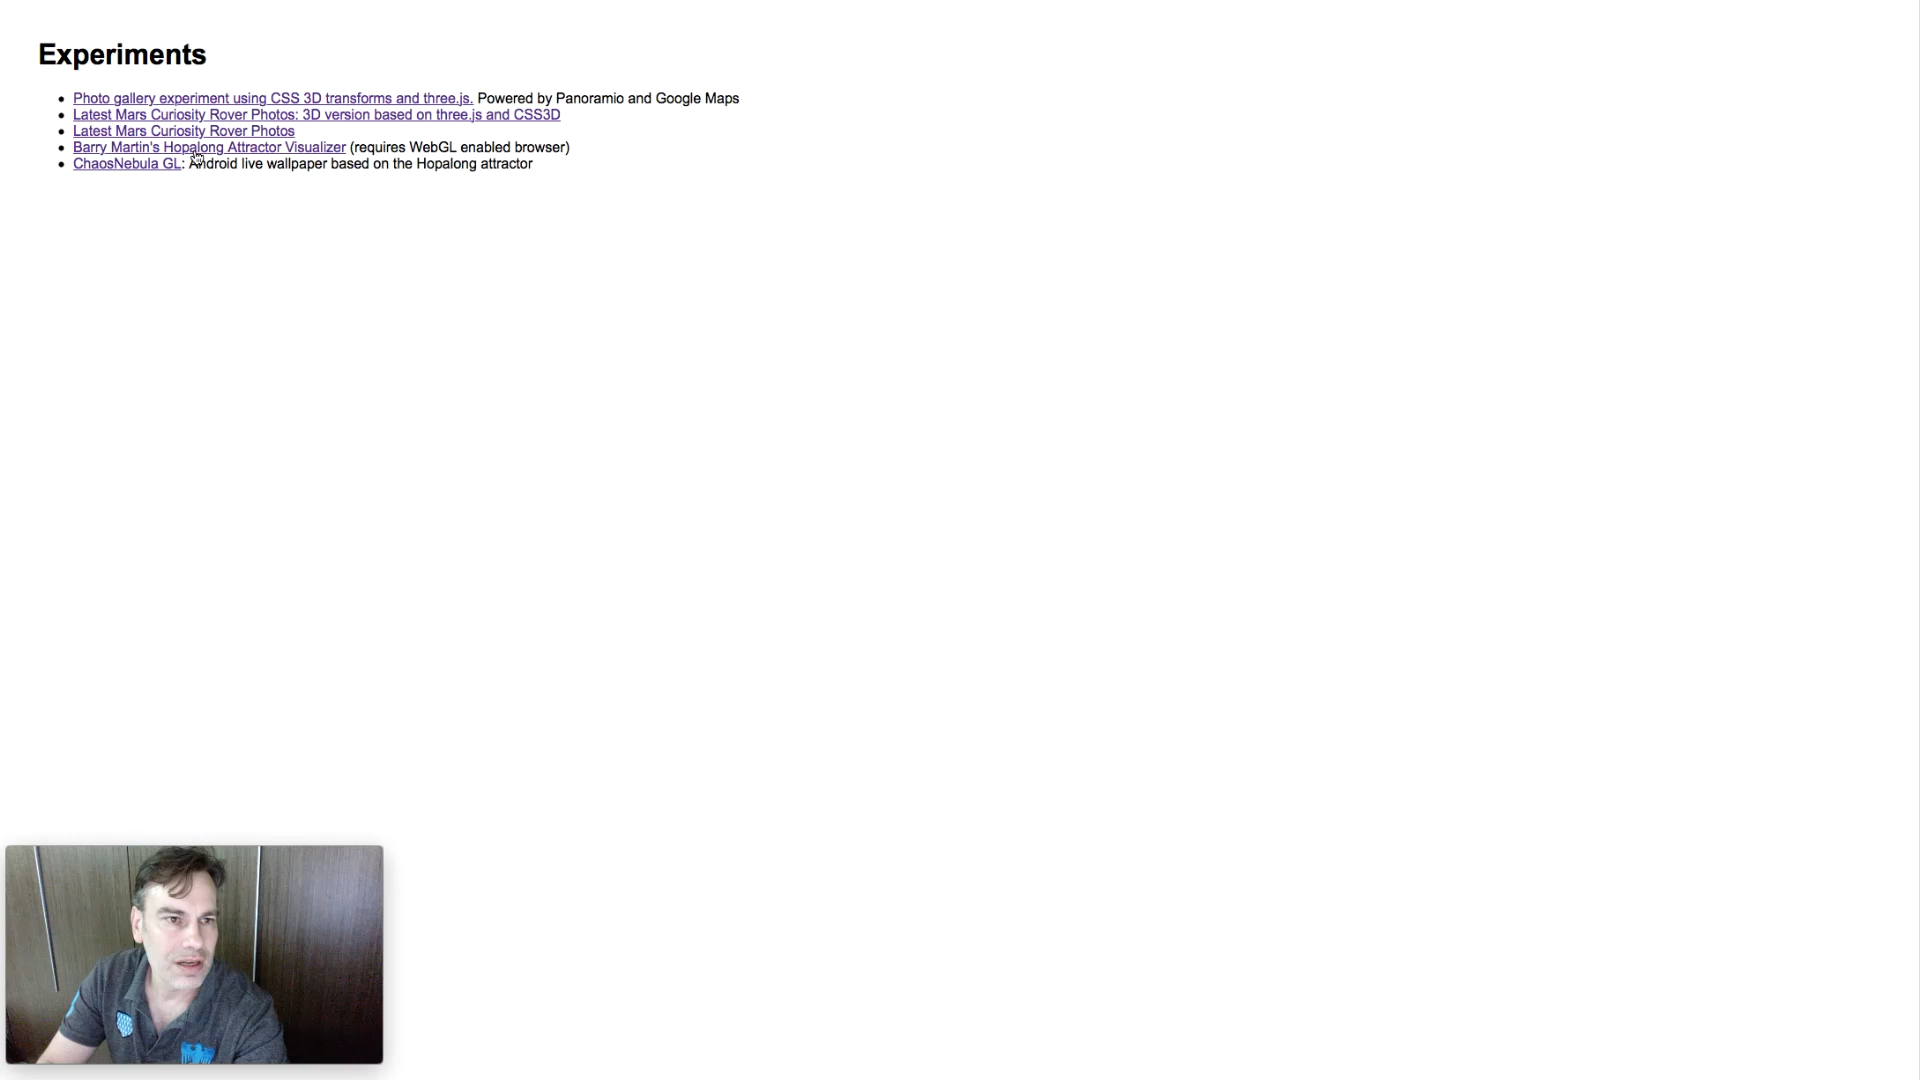 Experiments
Photo gallery experiment using CSS 3D transforms and three.js. Powered by Panoramio and Google Maps
Latest Mars Curiosity Rover Photos: 3D version based on three.js and CSS3D
Latest Mars Curiosity Rover Photos
Barry Martin's Hopalong Attractor Visualizer (requires WebGL enabled browser)
ChaosNebula GL: Android live wallpaper based on the Hopalong attractor